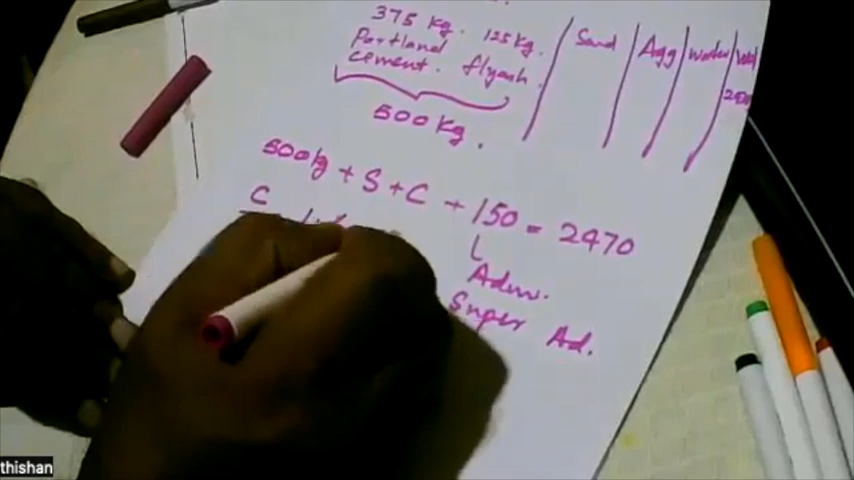 375 kg. 125 kg. Sand Agg water
Portland flyash.
cement.
500 kg.
500kg + S + C + 150 = 2470
C
Adm.
Super Ad.
thishan